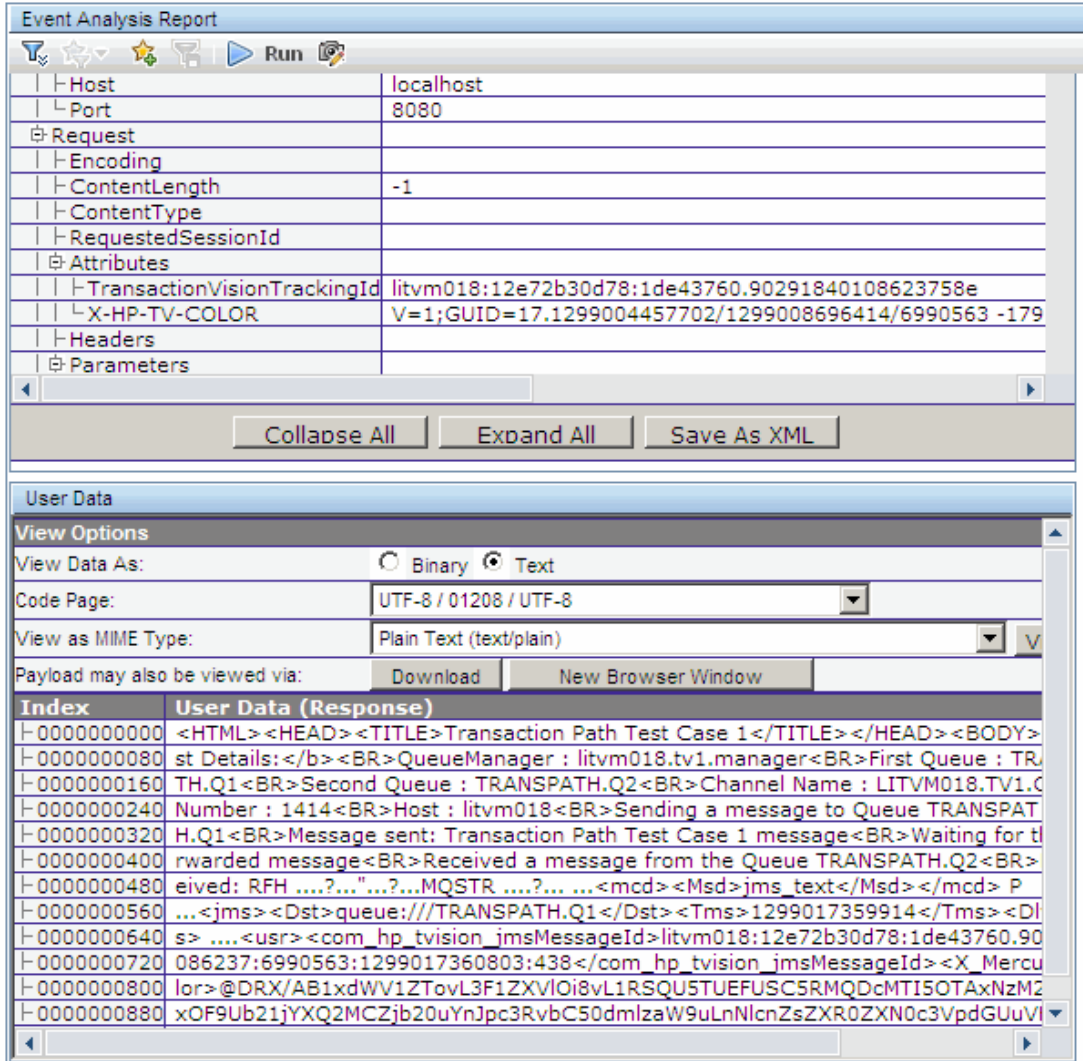 Event Analysis Report
Run
Host localhost
Port 8080
Request
Encoding
ContentLength -1
ContentType
RequestedSessionId
Attributes
TransactionVisionTrackingId litvm018:12e72b30d78:1de43760.90291840108623758e
X-HP-TV-COLOR V=1;GUID=17.1299004457702/1299008696414/6990563 -179
Headers
Parameters
Collapse All Expand All Save As XML
User Data
View Options
View Data As: Binary Text
Code Page: UTF-8 / 01208 / UTF-8
View as MIME Type: Plain Text (text/plain) V
Payload may also be viewed via: Download New Browser Window
Index User Data (Response)
0000000000 <HTML><HEAD><TITLE>Transaction Path Test Case 1</TITLE></HEAD><BODY>
0000000080 st Details:</b><BR>QueueManager : litvm018.tv1.manager<BR>First Queue : TRA
0000000160 TH.Q1<BR>Second Queue : TRANSPATH.Q2<BR>Channel Name : LITVM018.TV1.C
0000000240 Number : 1414<BR>Host : litvm018<BR>Sending a message to Queue TRANSPAT
0000000320 H.Q1<BR>Message sent: Transaction Path Test Case 1 message<BR>Waiting for th
0000000400 rwarded message<BR>Received a message from the Queue TRANSPATH.Q2<BR>
0000000480 eived: RFH ....?..."...?...MQSTR ....?... ...<mcd><Msd>jms_text</Msd></mcd> P
0000000560 ...<jms><Dst>queue:///TRANSPATH.Q1</Dst><Tms>1299017359914</Tms><Dl
0000000640 s> ....<usr><com_hp_tvision_jmsMessageId>litvm018:12e72b30d78:1de43760.90
0000000720 086237:6990563:1299017360803:438</com_hp_tvision_jmsMessageId><X_Mercu
0000000800 lor>@DRX/AB1xdWV1ZTovL3F1ZXVlOi8vL1RSQU5TUEFUSC5RMQDcMTI5OTAxNzM2
0000000880 xOF9Ub21jYXQ2MCZjb20uYnJpc3RvbC50dmlzaW9uLnNlcnZsZXR0ZXN0c3VpdGUuVI